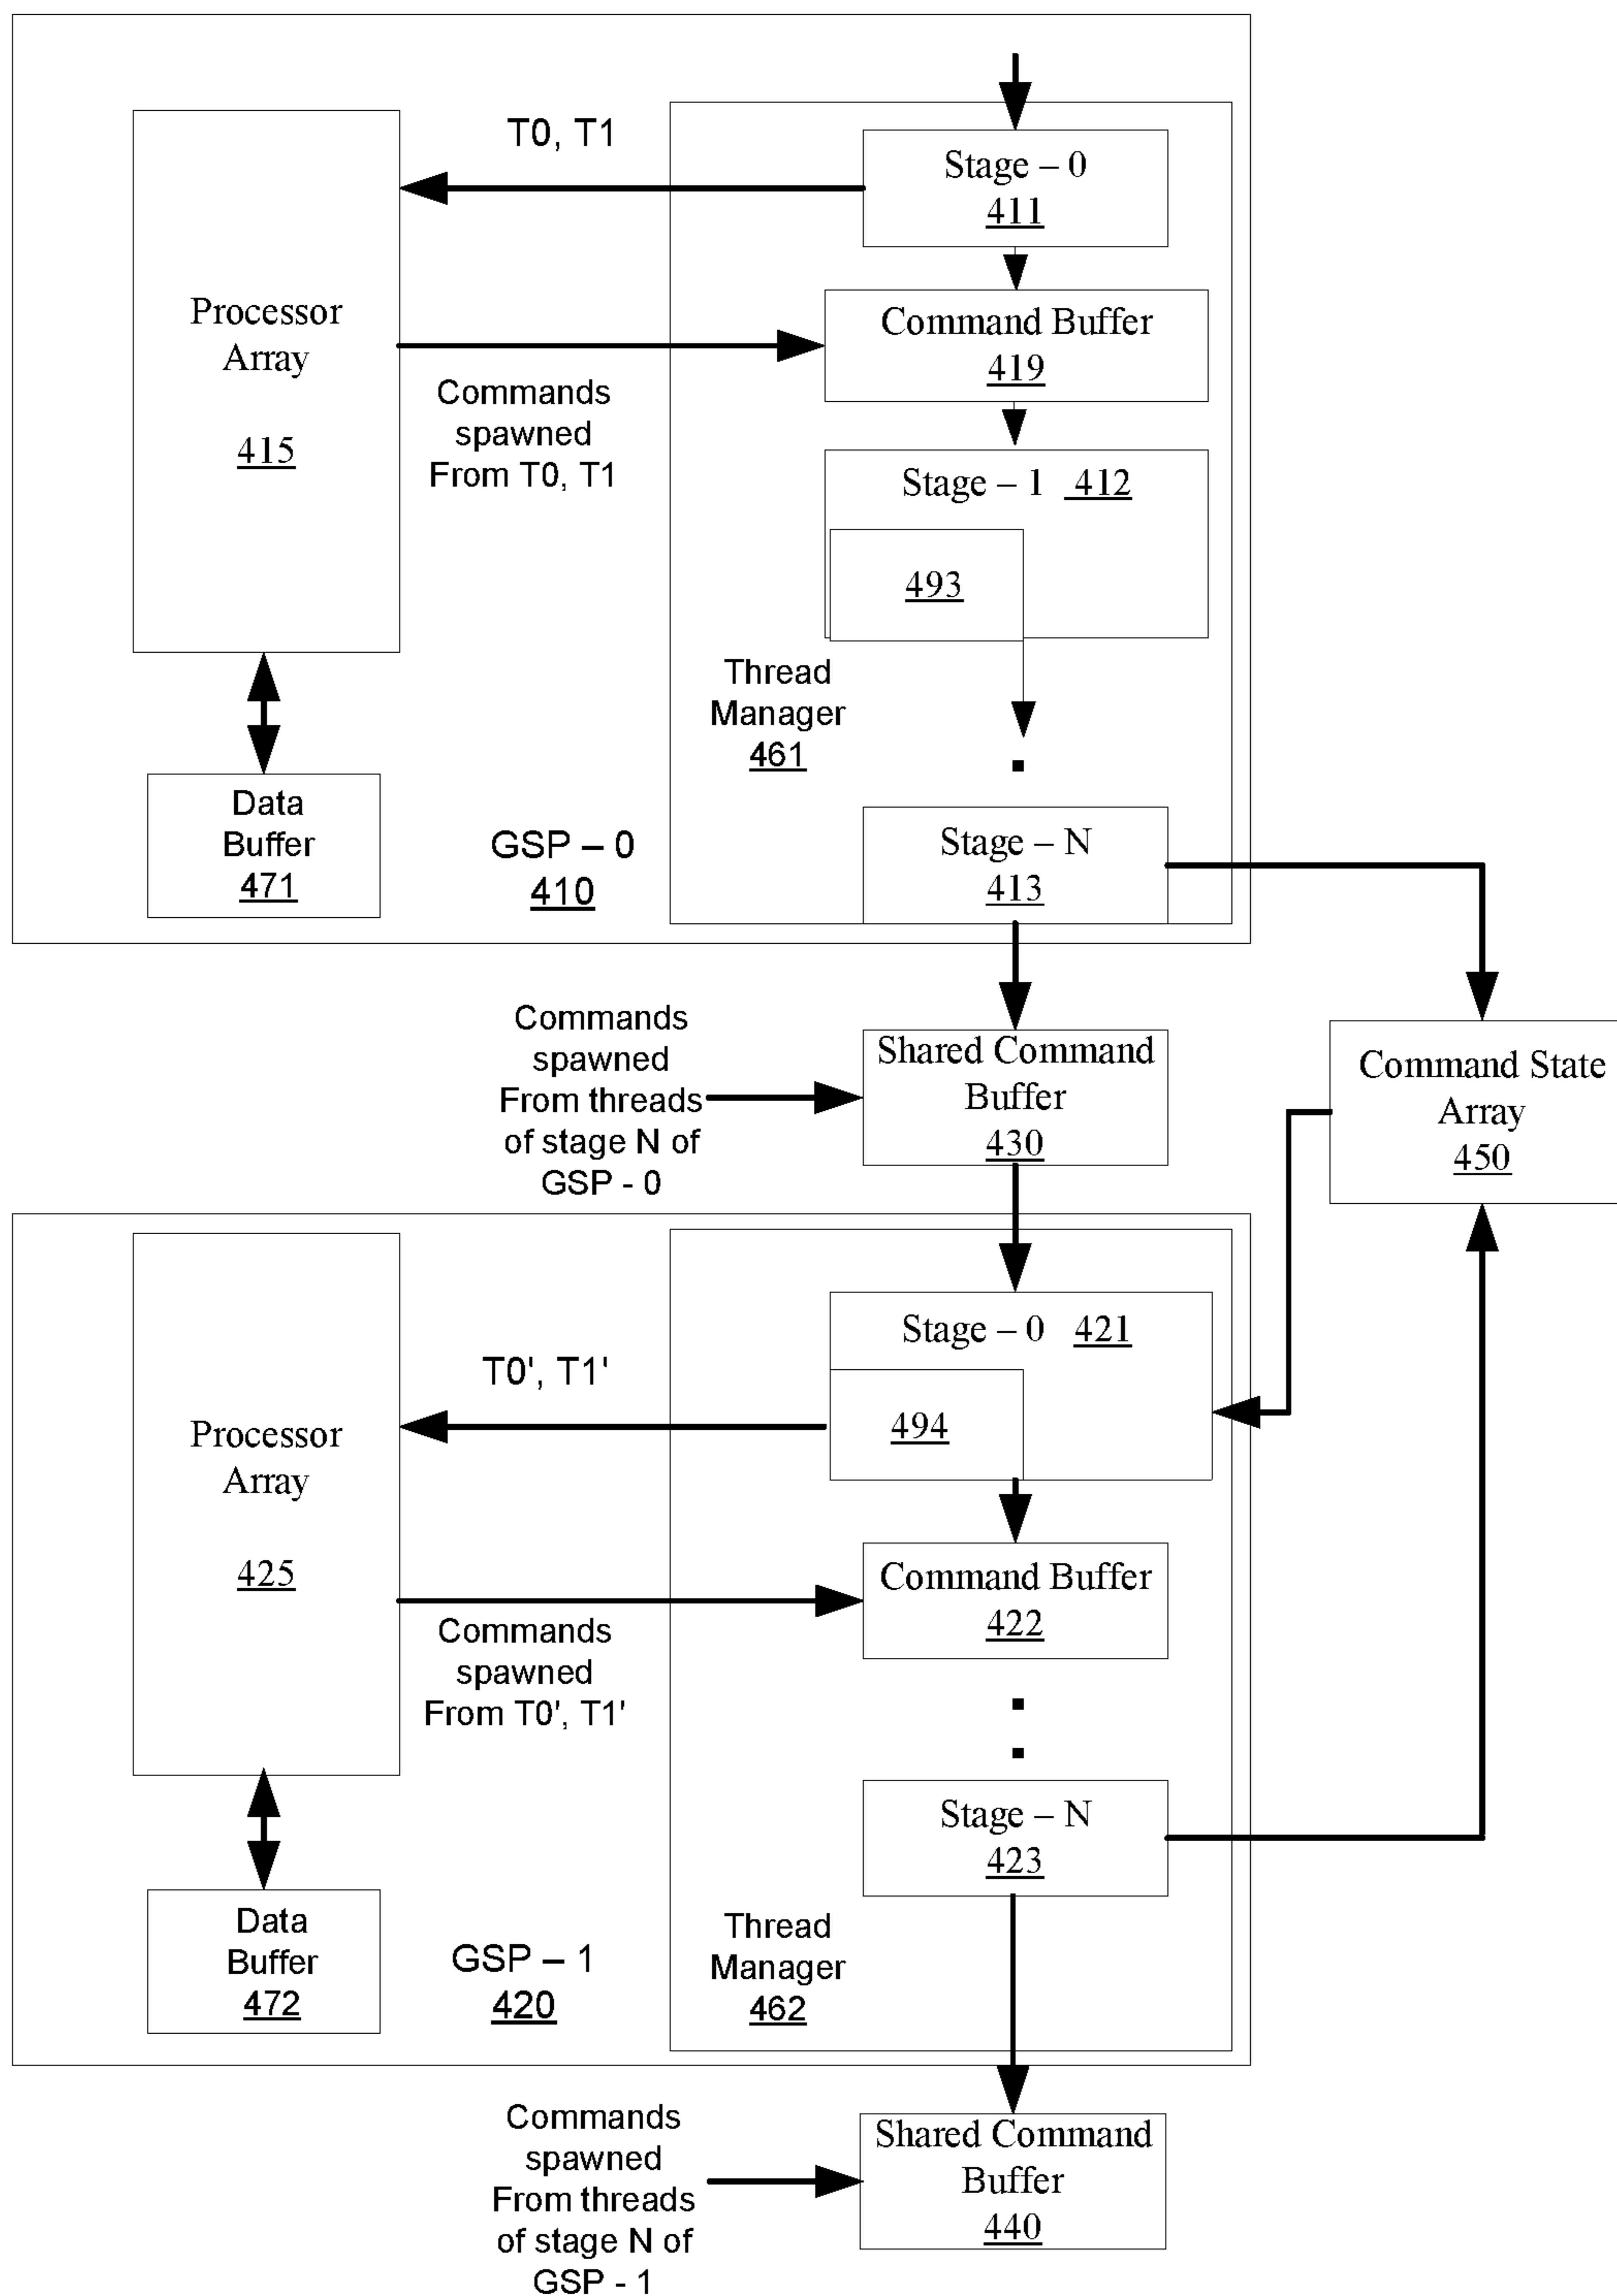 T0, T1
Stage – 0
411
Processor
Array
415
Command Buffer
419
Commands
spawned
From T0, T1
Stage – 1 412
493
Thread
Manager
461
Data
Buffer
471
GSP – 0
410
Stage – N
413
Commands
spawned
From threads
of stage N of
GSP - 0
Shared Command
Buffer
430
Command State
Array
450
T0', T1'
Stage – 0 421
494
Processor
Array
425
Command Buffer
422
Commands
spawned
From T0', T1'
Stage – N
423
Data
Buffer
472
GSP – 1
420
Thread
Manager
462
Commands
spawned
From threads
of stage N of
GSP - 1
Shared Command
Buffer
440